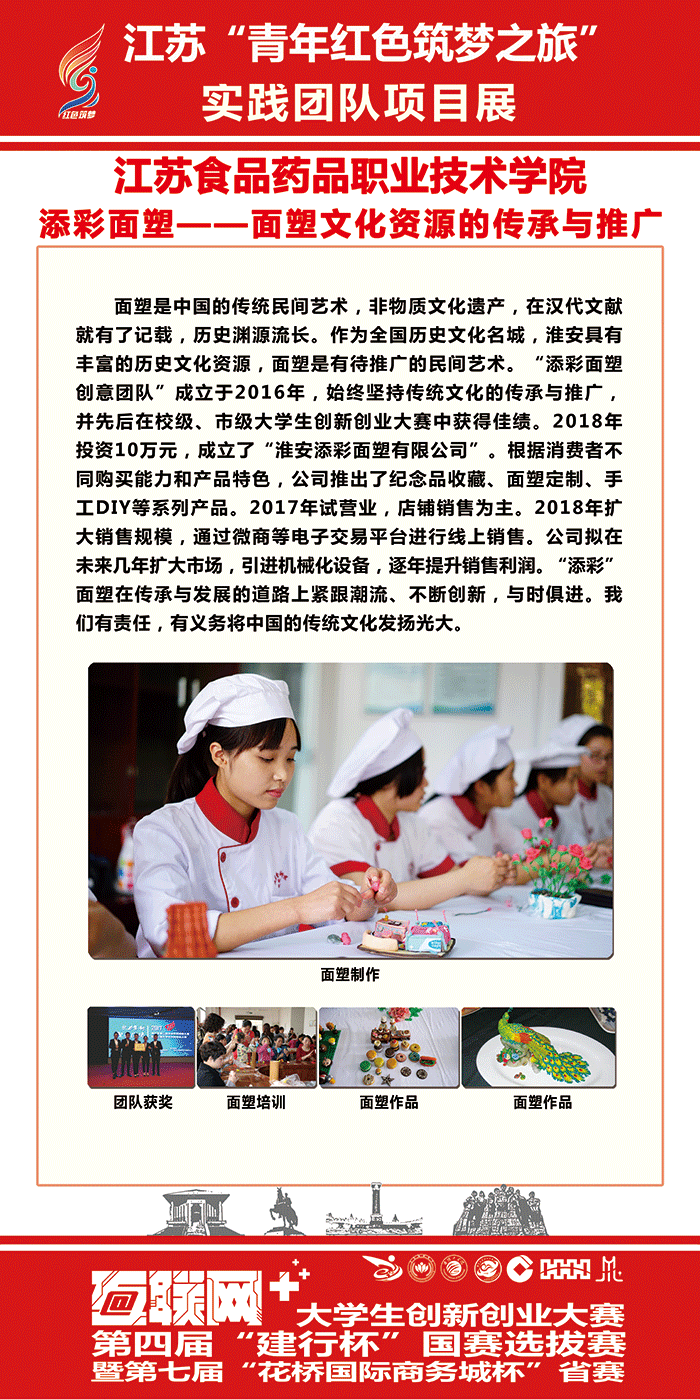 江苏“青年红色筑梦之旅”
红色筑梦
实践团队项目展
江苏食品药品职业技术学院
添彩面塑——面塑文化资源的传承与推广
面塑是中国的传统民间艺术，非物质文化遗产，在汉代文献
就有了记载，历史渊源流长。作为全国历史文化名城，淮安具有
丰富的历史文化资源，面塑是有待推广的民间艺术。“添彩面塑
创意团队”成立于2016年，始终坚持传统文化的传承与推广，
并先后在校级、市级大学生创新创业大赛中获得佳绩。2018年
投资10万元，成立了“淮安添彩面塑有限公司”。根据消费者不
同购买能力和产品特色，公司推出了纪念品收藏、面塑定制、手
工DIY等系列产品。2017年试营业，店铺销售为主。2018年扩
大销售规模，通过微商等电子交易平台进行线上销售。公司拟在
未来几年扩大市场，引进机械化设备，逐年提升销售利润。“添彩”
面塑在传承与发展的道路上紧跟潮流、不断创新，与时俱进。我
们有责任，有义务将中国的传统文化发扬光大。
面塑制作
团队获奖
面塑培训
面塑作品
面塑作品
互联网+
大学生创新创业大赛
第四届“建行杯”国赛选拔赛
暨第七届“花桥国际商务城杯”省赛